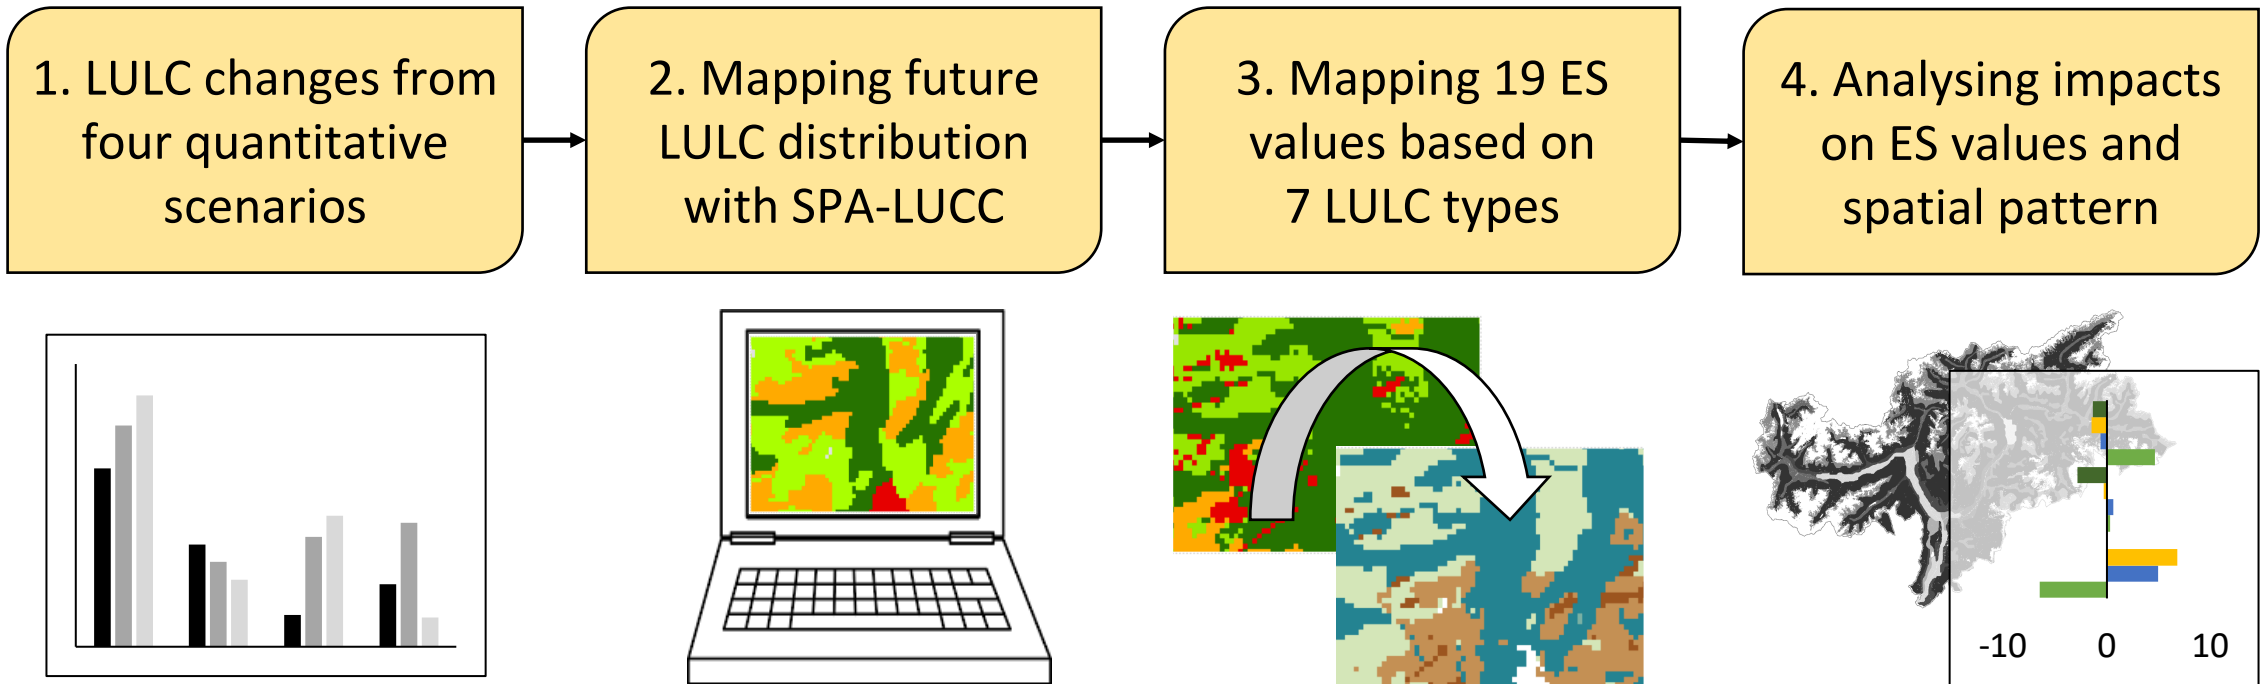 1. LULC changes from
four quantitative
scenarios
2. Mapping future
LULC distribution
with SPA-LUCC
3. Mapping 19 ES
values based on
7 LULC types
4. Analysing impacts
on ES values and
spatial pattern
-10 0 10